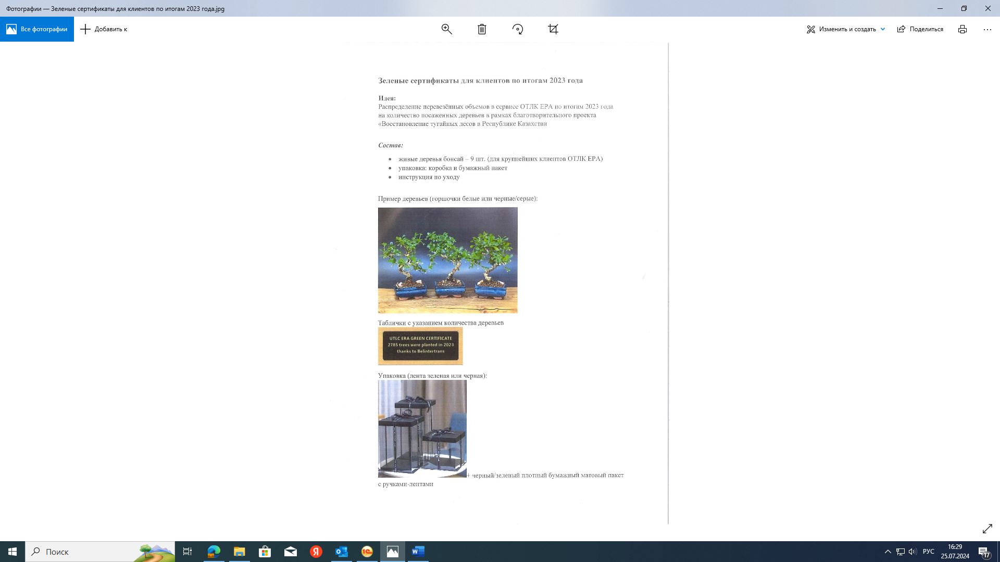 Фотографии — Зеленые сертификаты для клиентов по итогам 2023 года.jpg
Все фотографии
Добавить к
Изменить и создать
Поделиться
Зеленые сертификаты для клиентов по итогам 2023 года
Идея:
Распределение перевезённых объемов в сервисе ОТЛК ЕРА по итогам 2023 года
на количество посаженных деревьев в рамках благотворительного проекта
«Восстановление тугайных лесов в Республике Казахстан
Состав:
• живые деревья бонсай – 9 шт. (для крупнейших клиентов ОТЛК ЕРА)
• упаковка: коробка и бумажный пакет
• инструкция по уходу
Пример деревьев (горшочки белые или черные/серые):
Таблички с указанием количества деревьев
UTLC ERA GREEN CERTIFICATE
2785 trees were planted in 2023
thanks to Belintertrans
Упаковка (лента зеленая или черная):
+ черный/зеленый плотный бумажный матовый пакет
с ручками-лентами
Поиск
Я
1С
W
РУС
16:29
25.07.2024
17